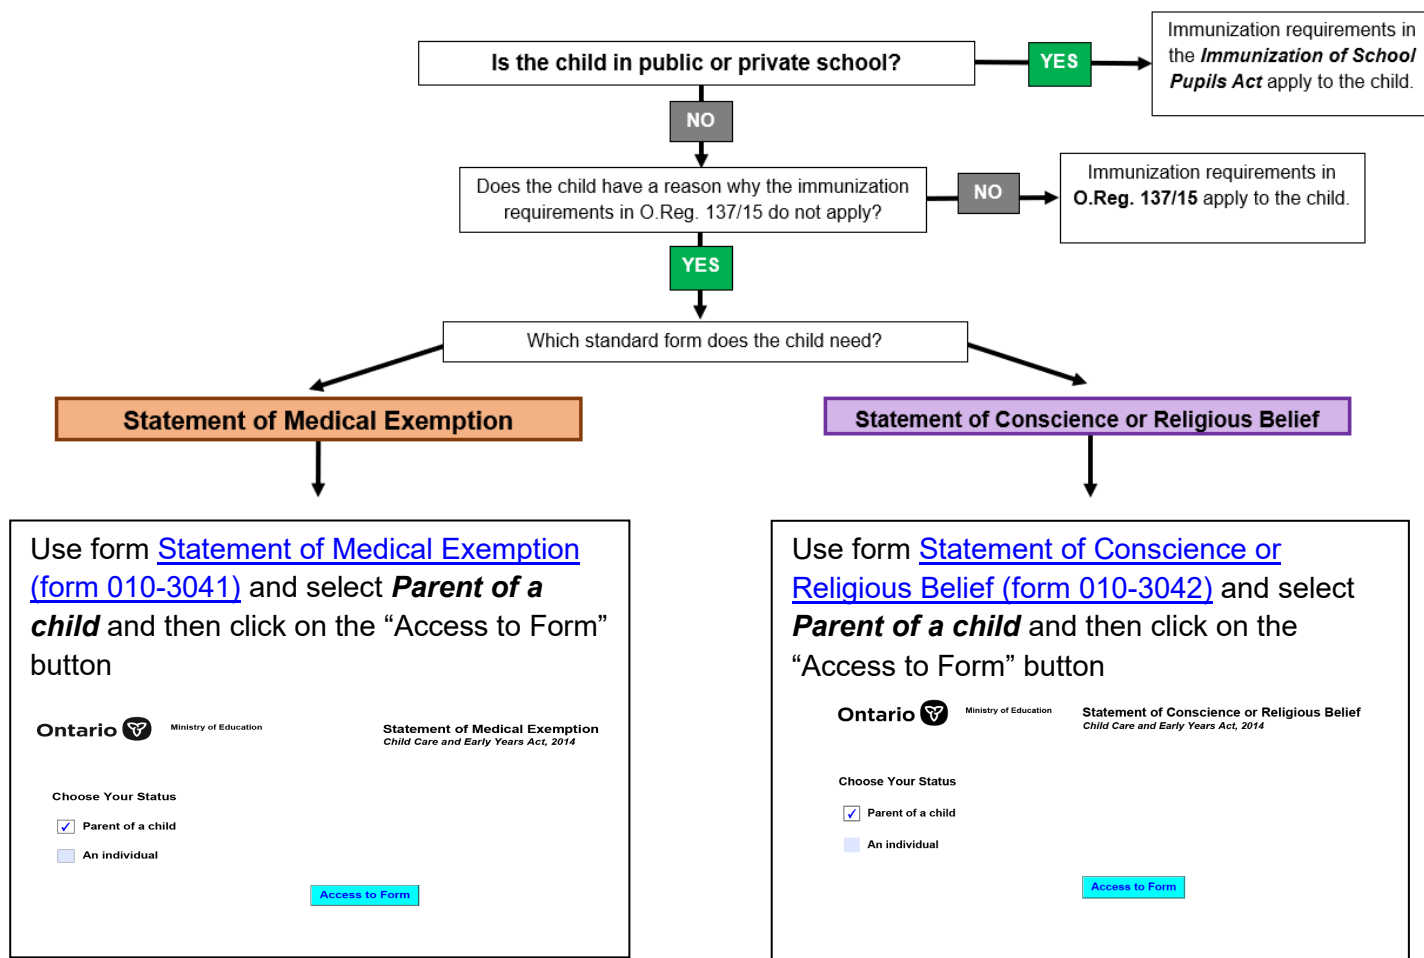 Is the child in public or private school?
YES
Immunization requirements in
the Immunization of School
Pupils Act apply to the child.
NO
Does the child have a reason why the immunization
requirements in O.Reg. 137/15 do not apply?
NO
Immunization requirements in
O.Reg. 137/15 apply to the child.
YES
Which standard form does the child need?
Statement of Medical Exemption
Statement of Conscience or Religious Belief
Use form Statement of Medical Exemption
(form 010-3041) and select Parent of a
child and then click on the “Access to Form”
button
Ontario
Ministry of Education
Statement of Medical Exemption
Child Care and Early Years Act, 2014
Choose Your Status
Parent of a child
An individual
Access to Form
Use form Statement of Conscience or
Religious Belief (form 010-3042) and select
Parent of a child and then click on the
“Access to Form” button
Ontario
Ministry of Education
Statement of Conscience or Religious Belief
Child Care and Early Years Act, 2014
Choose Your Status
Parent of a child
An individual
Access to Form